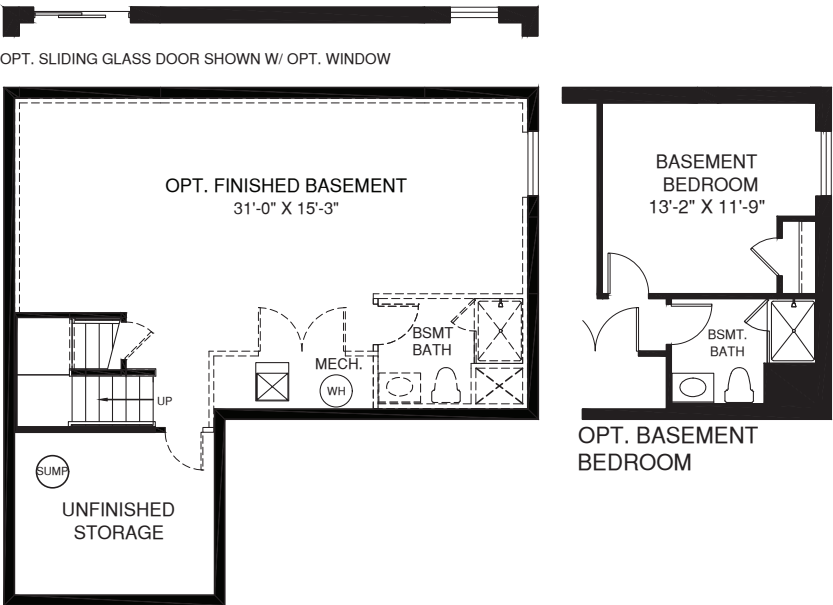 OPT. SLIDING GLASS DOOR SHOWN W/ OPT. WINDOW
OPT. FINISHED BASEMENT
31'-0" X 15'-3"
BSMT
BATH
MECH.
WH
UP
SUMP
UNFINISHED
STORAGE
BASEMENT
BEDROOM
13'-2" X 11'-9"
BSMT.
BATH
OPT. BASEMENT
BEDROOM